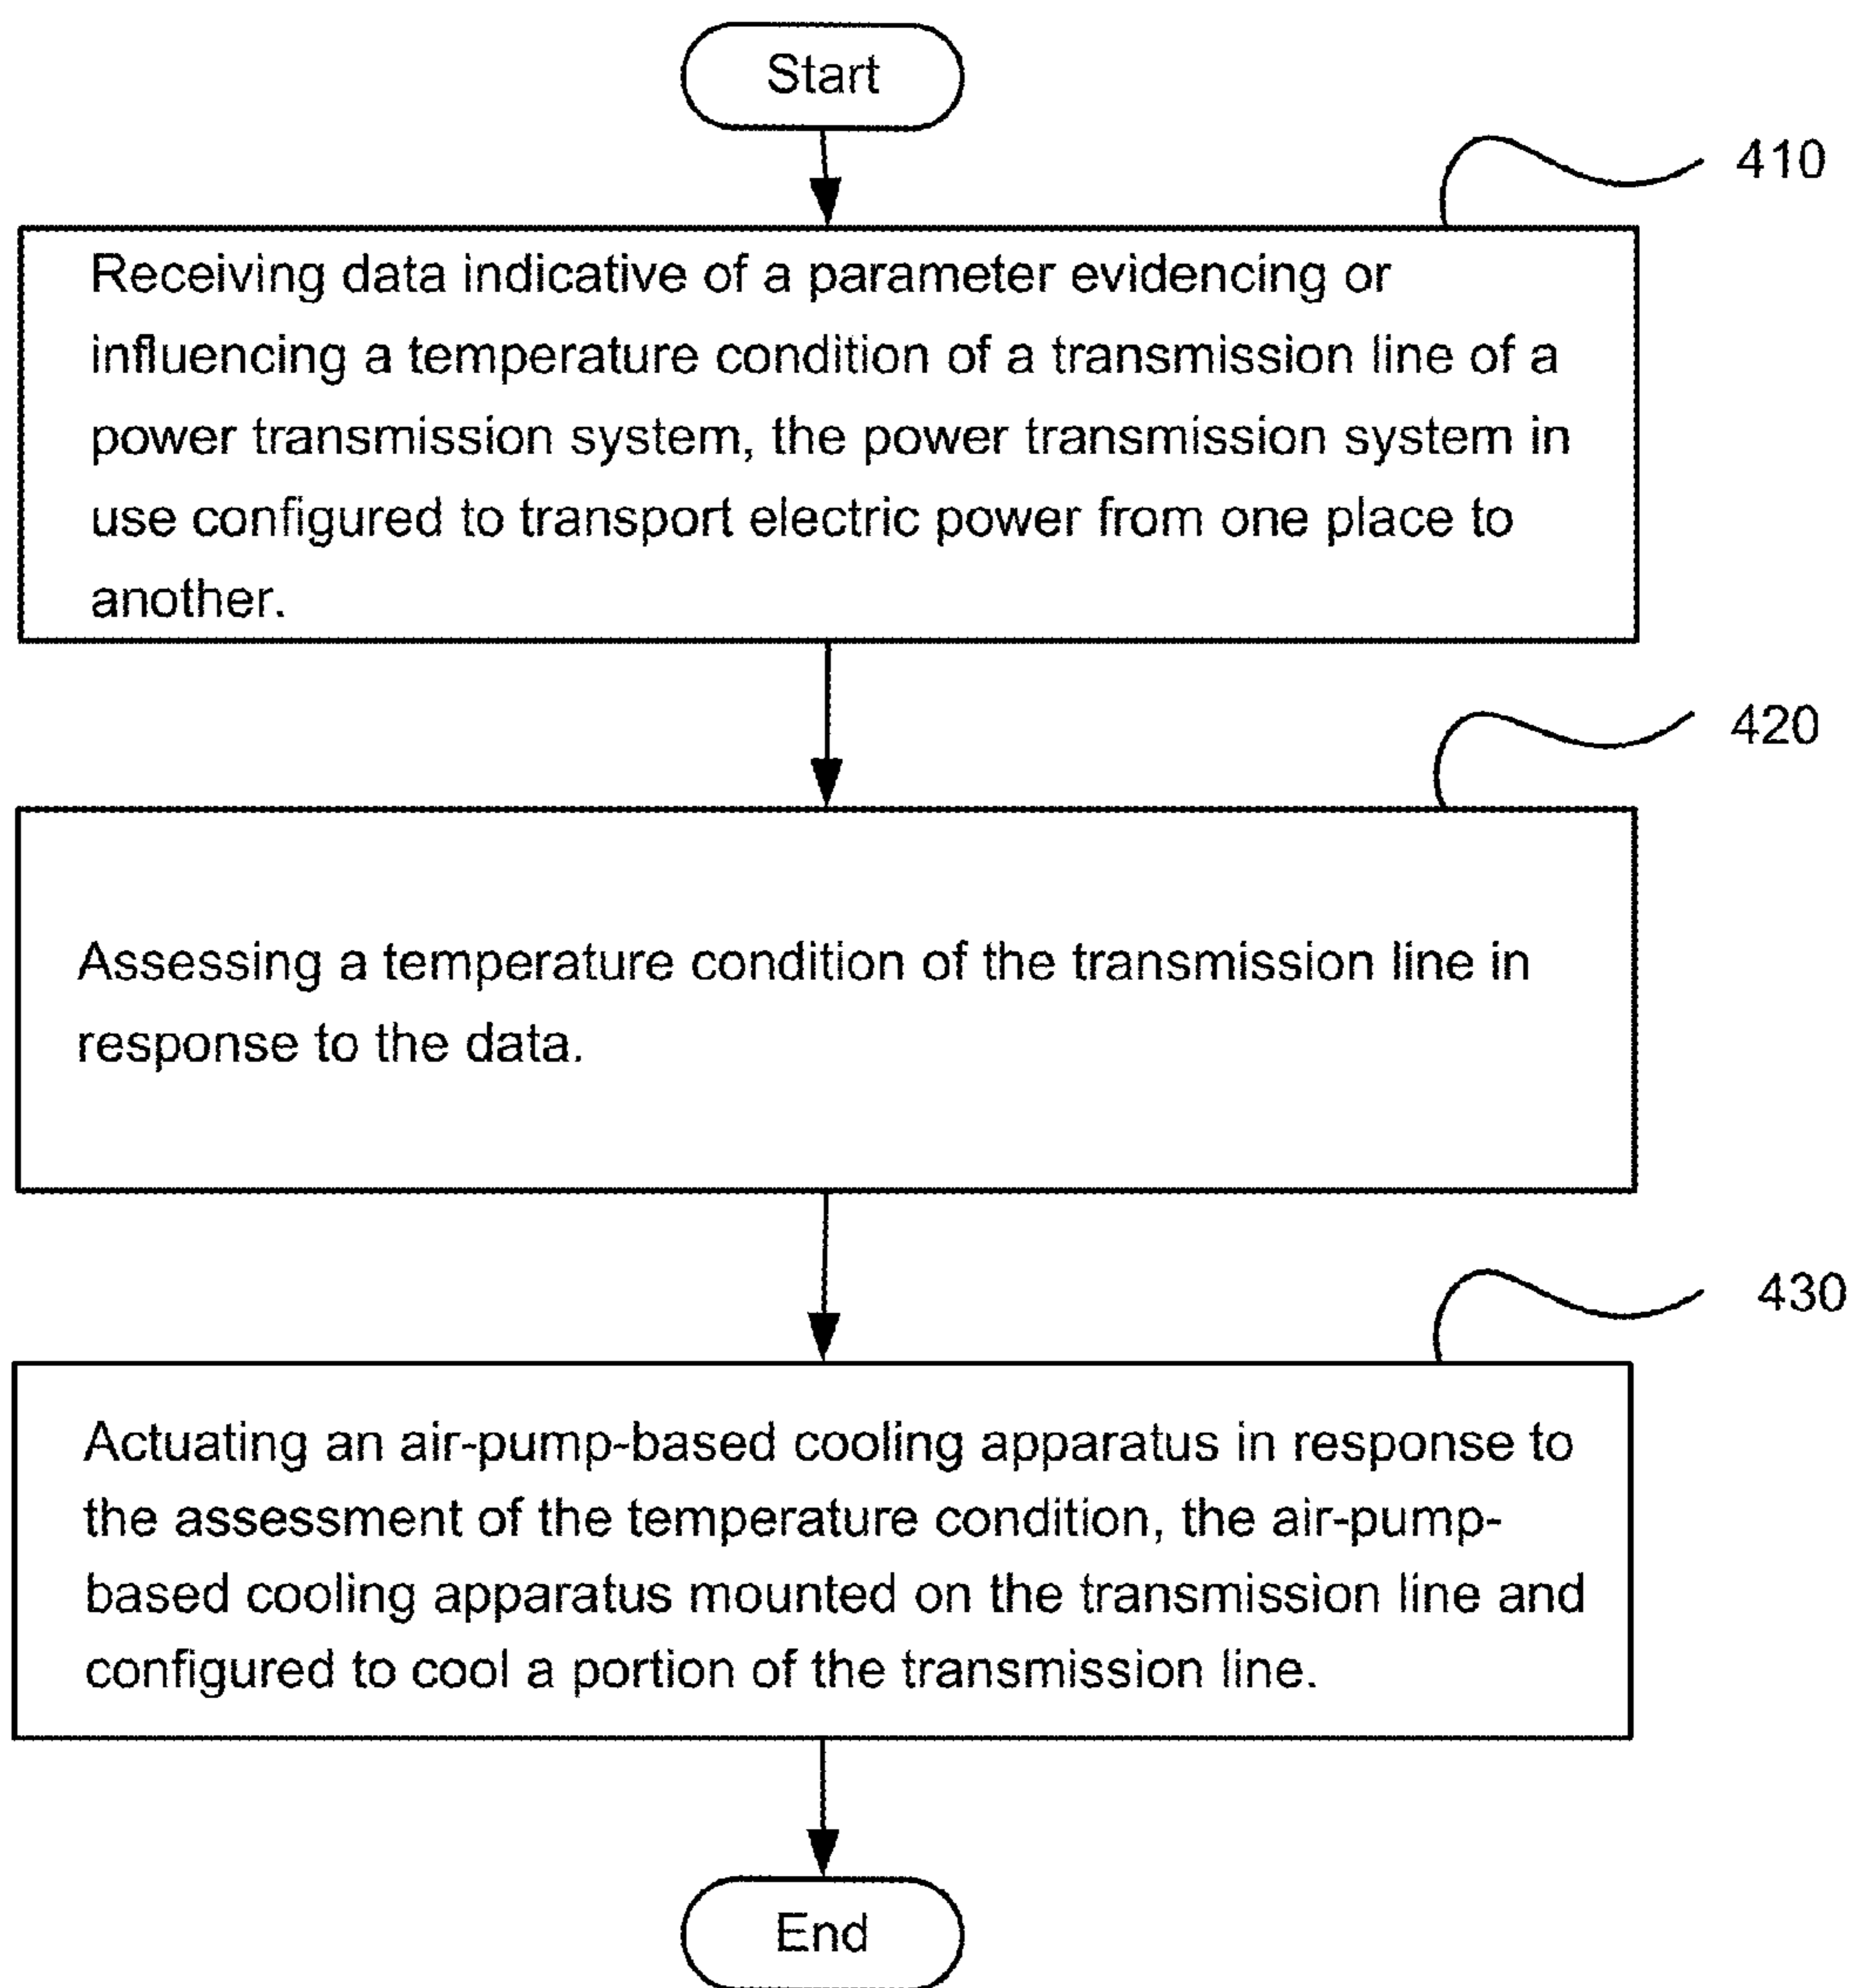 Start
410
Receiving data indicative of a parameter evidencing or
influencing a temperature condition of a transmission line of a
power transmission system, the power transmission system in
use configured to transport electric power from one place to
another.
420
Assessing a temperature condition of the transmission line in
response to the data.
430
Actuating an air-pump-based cooling apparatus in response to
the assessment of the temperature condition, the air-pump-
based cooling apparatus mounted on the transmission line and
configured to cool a portion of the transmission line.
End